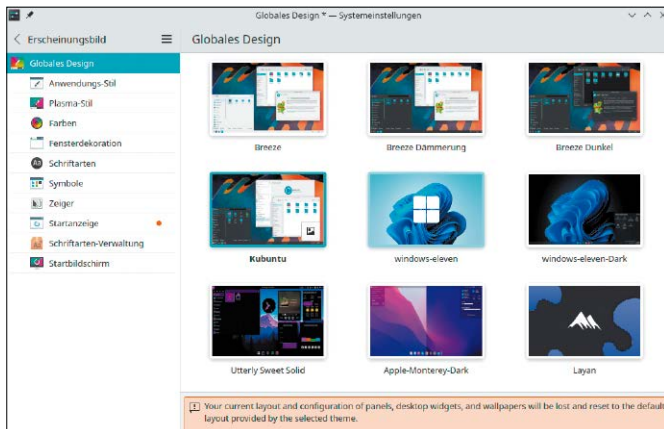 Globales Design * — Systemeinstellungen
Erscheinungsbild
Globales Design
Globales Design
Anwendungs-Stil
Plasma-Stil
Farben
Fensterdekoration
Aa Schriftarten
Symbole
Zeiger
Startanzeige
Schriftarten-Verwaltung
Startbildschirm
Breeze
Breeze Dämmerung
Breeze Dunkel
Kubuntu
windows-eleven
windows-eleven-Dark
Utterly Sweet Solid
Apple-Monterey-Dark
Layan
Your current layout and configuration of panels, desktop widgets, and wallpapers will be lost and reset to the default
layout provided by the selected theme.